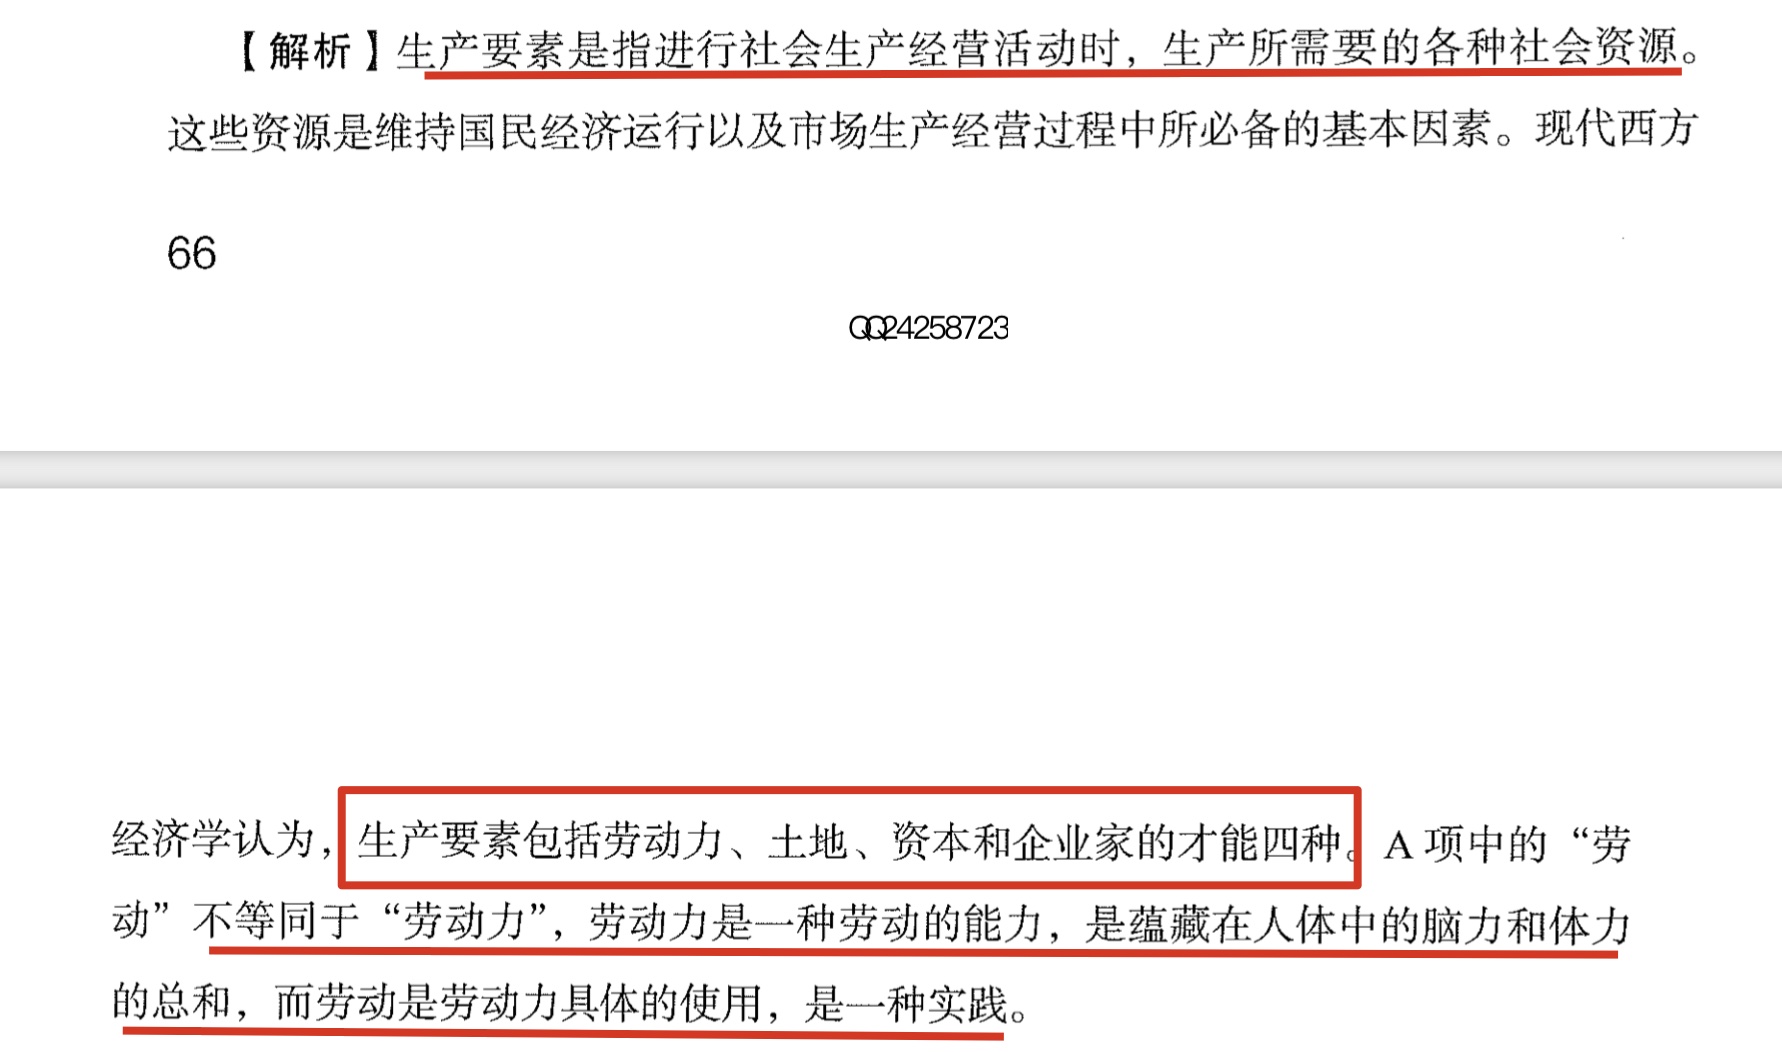 【解析】生产要素是指进行社会生产经营活动时，生产所需要的各种社会资源。
这些资源是维持国民经济运行以及市场生产经营过程中所必备的基本因素。现代西方
66
QQ24258723
经济学认为，生产要素包括劳动力、土地、资本和企业家的才能四种。A 项中的“劳
动”不等同于“劳动力”，劳动力是一种劳动的能力，是蕴藏在人体中的脑力和体力
的总和，而劳动是劳动力具体的使用，是一种实践。